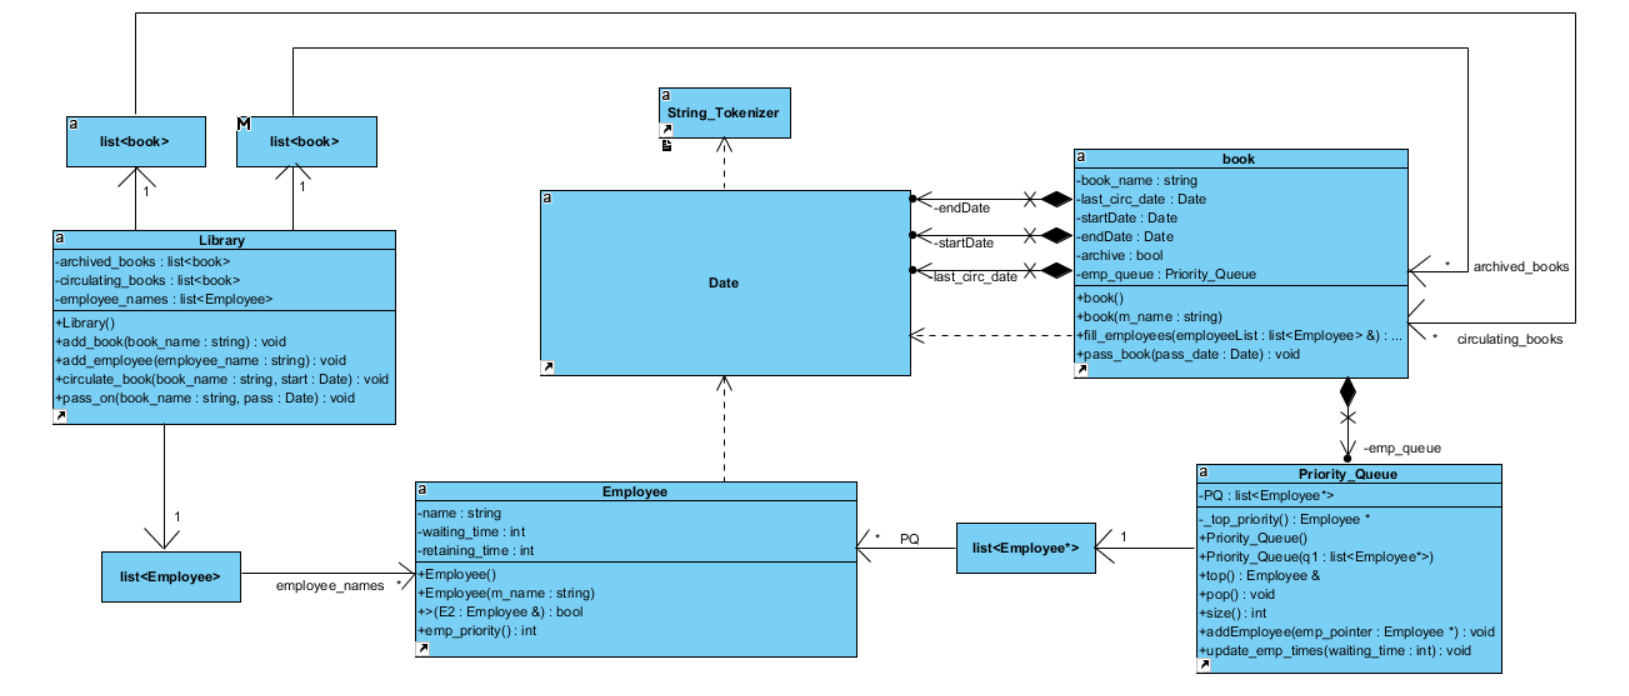 a
String_Tokenizer
a
list<book>
M
list<book>
1
1
a
Library
-archived_books : list<book>
-circulating_books : list<book>
-employee_names : list<Employee>
+Library()
+add_book(book_name : string) : void
+add_employee(employee_name : string) : void
+circulate_book(book_name : string, start : Date) : void
+pass_on(book_name : string, pass : Date) : void
a
Date
-endDate
-startDate
-last_circ_date
a
book
-book_name : string
-last_circ_date : Date
-startDate : Date
-endDate : Date
-archive : bool
-emp_queue : Priority_Queue
+book()
+book(m_name : string)
+fill_employees(employeeList : list<Employee> &) : ...
+pass_book(pass_date : Date) : void
* archived_books
* circulating_books
-emp_queue
1
list<Employee>
employee_names *
a
Employee
-name : string
-waiting_time : int
-retaining_time : int
+Employee()
+Employee(m_name : string)
+>(E2 : Employee &) : bool
+emp_priority() : int
* PQ
list<Employee*>
1
a
Priority_Queue
-PQ : list<Employee*>
-_top_priority() : Employee *
+Priority_Queue()
+Priority_Queue(q1 : list<Employee*>)
+top() : Employee &
+pop() : void
+size() : int
+addEmployee(emp_pointer : Employee *) : void
+update_emp_times(waiting_time : int) : void